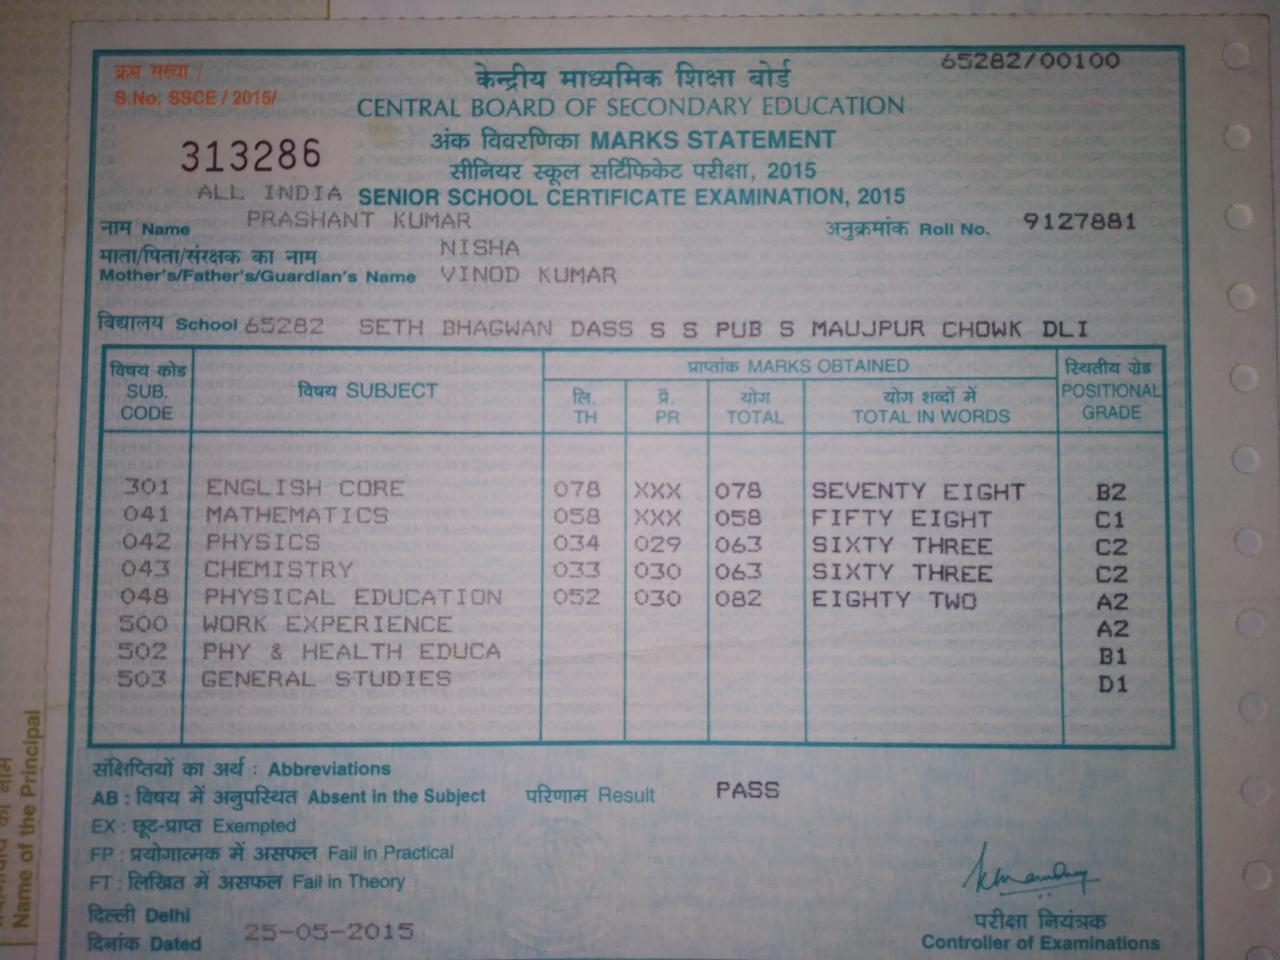 65282/00100
क्रम संख्या /
S.No. SSCE / 2015/
केन्द्रीय माध्यमिक शिक्षा बोर्ड
CENTRAL BOARD OF SECONDARY EDUCATION
अंक विवरणिका MARKS STATEMENT
313286
सीनियर स्कूल सर्टिफिकेट परीक्षा, 2015
ALL INDIA SENIOR SCHOOL CERTIFICATE EXAMINATION, 2015
नाम Name PRASHANT KUMAR अनुक्रमांक Roll No. 9127881
माता/पिता/संरक्षक का नाम NISHA
Mother's/Father's/Guardian's Name VINOD KUMAR
विद्यालय School 65282 SETH BHAGWAN DASS S S PUB S MAUJPUR CHOWK DLI
विषय कोड SUB. CODE विषय SUBJECT प्राप्तांक MARKS OBTAINED स्थितीय ग्रेड POSITIONAL GRADE
लि. TH प्रै. PR योग TOTAL योग शब्दों में TOTAL IN WORDS
301 ENGLISH CORE 078 XXX 078 SEVENTY EIGHT B2
041 MATHEMATICS 058 XXX 058 FIFTY EIGHT C1
042 PHYSICS 034 029 063 SIXTY THREE C2
043 CHEMISTRY 033 030 063 SIXTY THREE C2
048 PHYSICAL EDUCATION 052 030 082 EIGHTY TWO A2
500 WORK EXPERIENCE A2
502 PHY & HEALTH EDUCA B1
503 GENERAL STUDIES D1
संक्षिप्तियों का अर्थ : Abbreviations
AB : विषय में अनुपस्थित Absent in the Subject परिणाम Result PASS
EX : छूट-प्राप्त Exempted
FP : प्रयोगात्मक में असफल Fail in Practical
FT : लिखित में असफल Fail in Theory
दिल्ली Delhi
दिनांक Dated 25-05-2015
परीक्षा नियंत्रक
Controller of Examinations
Name of the Principal